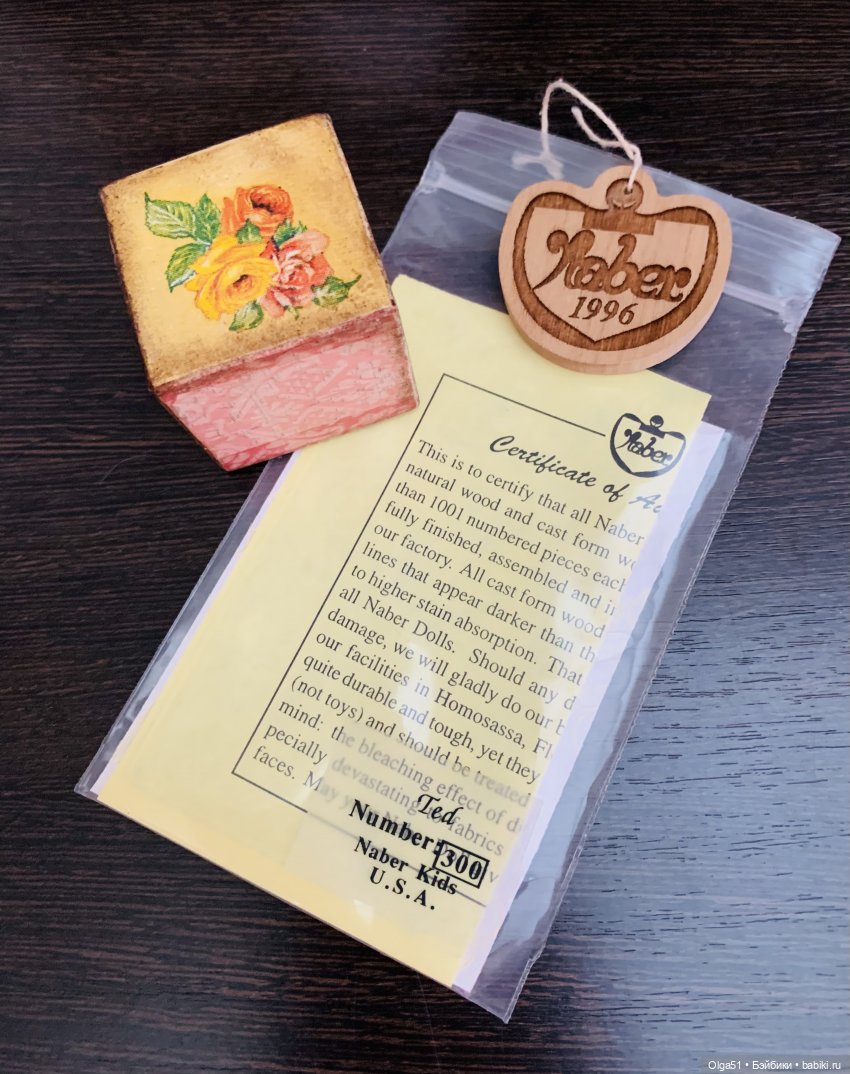 Naber
1996
Naber
Certificate of
This is to certify that all Naber
natural wood and cast form
than 1001 numbered pieces each
fully finished, assembled and
our factory. All cast form wood
lines that appear darker than
to higher stain absorption. That
all Naber Dolls. Should any
damage, we will gladly do our
our facilities in Homosassa,
quite durable and tough, yet they
(not toys) and should be treated
mind: the bleaching effect of
pecially devastating to fabrics
faces. May
Ted
Number: 300
Naber Kids
U.S.A.
Olga51 • Бэйбики • babiki.ru